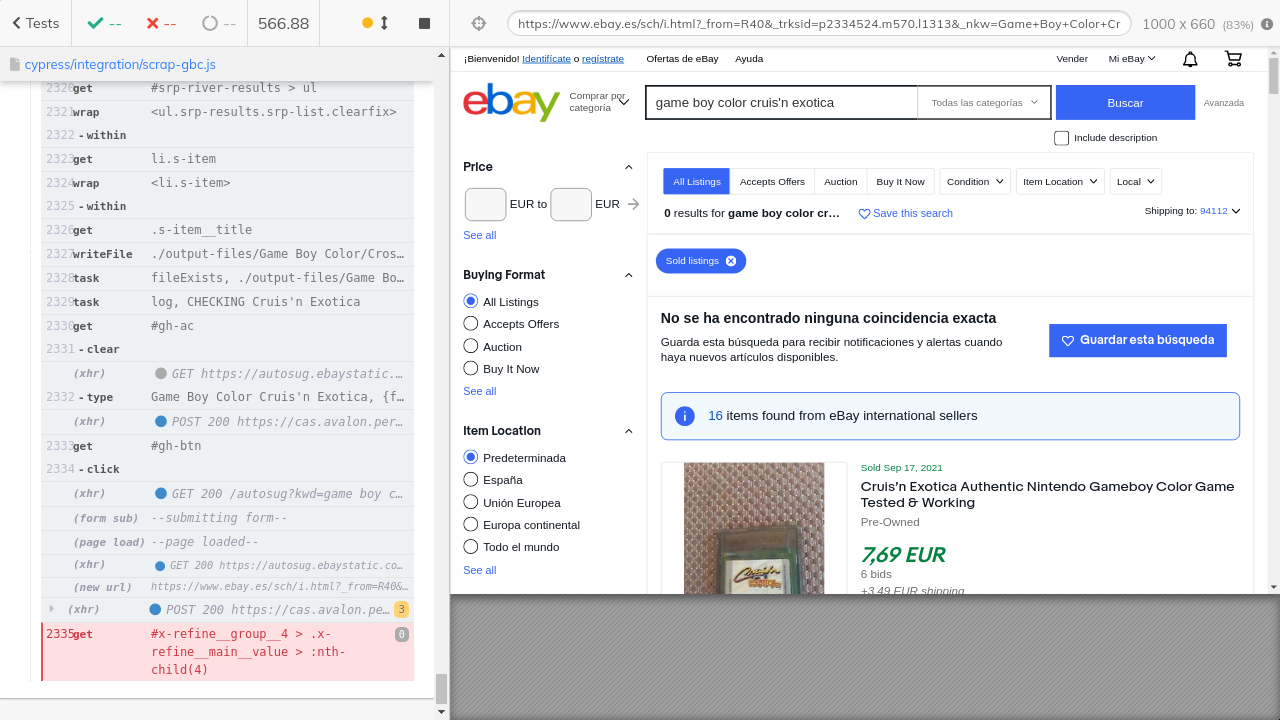 Tests
--
--
--
566.88
cypress/integration/scrap-gbc.js
2320 get #srp-river-results > ul
2321 wrap <ul.srp-results.srp-list.clearfix>
2322 - within
2323 get li.s-item
2324 wrap <li.s-item>
2325 - within
2326 get .s-item__title
2327 writeFile ./output-files/Game Boy Color/Cros…
2328 task fileExists, ./output-files/Game Bo…
2329 task log, CHECKING Cruis'n Exotica
2330 get #gh-ac
2331 - clear
(xhr) GET https://autosug.ebaystatic.…
2332 - type Game Boy Color Cruis'n Exotica, {f…
(xhr) POST 200 https://cas.avalon.per…
2333 get #gh-btn
2334 - click
(xhr) GET 200 /autosug?kwd=game boy c…
(form sub) --submitting form--
(page load) --page loaded--
(xhr) GET 200 https://autosug.ebaystatic.co…
(new url) https://www.ebay.es/sch/i.html?_from=R40&…
(xhr) POST 200 https://cas.avalon.pe… 3
2335 get #x-refine__group__4 > .x-
refine__main__value > :nth-
child(4)
0
https://www.ebay.es/sch/i.html?_from=R40&_trksid=p2334524.m570.l1313&_nkw=Game+Boy+Color+Cr
1000 x 660 (83%)
¡Bienvenido! Identifícate o regístrate Ofertas de eBay Ayuda Vender Mi eBay
ebay
Comprar por
categoría
game boy color cruis'n exotica
Todas las categorías
Buscar
Avanzada
Include description
Price
EUR to EUR
See all
Buying Format
All Listings
Accepts Offers
Auction
Buy It Now
See all
Item Location
Predeterminada
España
Unión Europea
Europa continental
Todo el mundo
See all
All Listings Accepts Offers Auction Buy It Now Condition Item Location Local
0 results for game boy color cr… Save this search Shipping to: 94112
Sold listings
No se ha encontrado ninguna coincidencia exacta
Guarda esta búsqueda para recibir notificaciones y alertas cuando
haya nuevos artículos disponibles.
Guardar esta búsqueda
16 items found from eBay international sellers
Sold Sep 17, 2021
Cruis’n Exotica Authentic Nintendo Gameboy Color Game
Tested & Working
Pre-Owned
7,69 EUR
6 bids
+3,49 EUR shipping